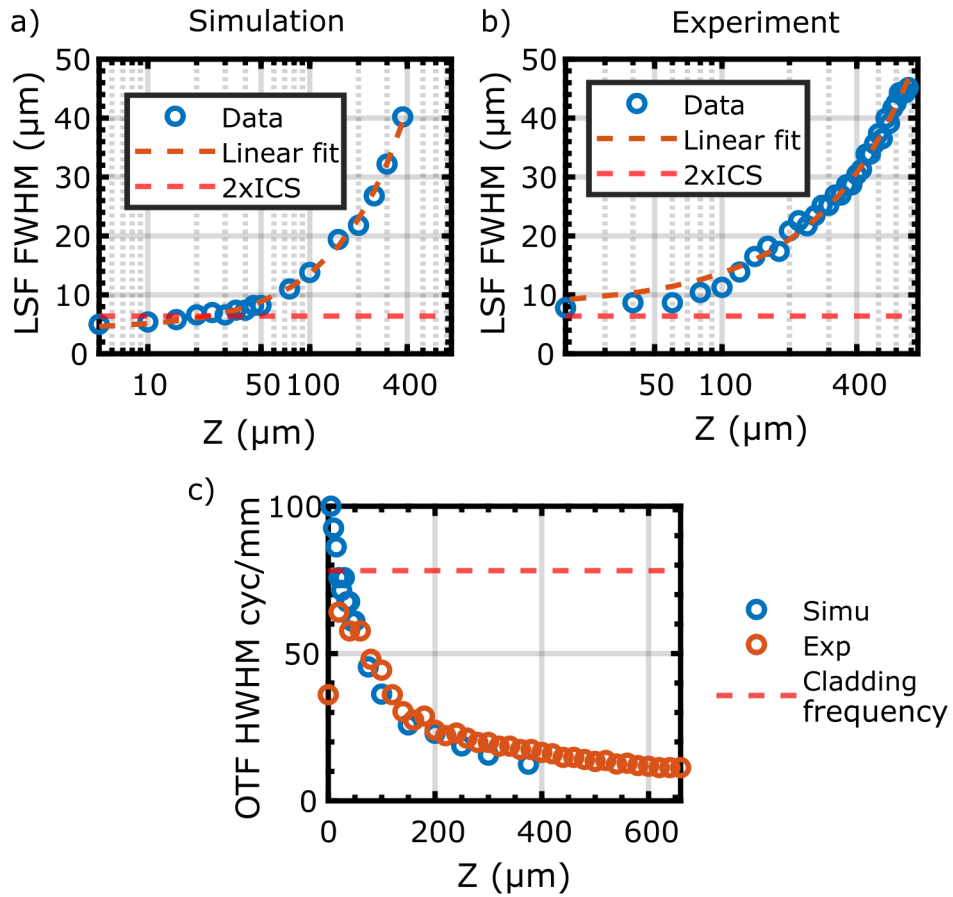 a)
Simulation
LSF FWHM (μm)
50
40
30
20
10
0
Data
Linear fit
2xICS
10
50
100
400
Z (μm)
b)
Experiment
LSF FWHM (μm)
50
40
30
20
10
0
Data
Linear fit
2xICS
50
100
400
Z (μm)
c)
OTF HWHM cyc/mm
100
50
0
0
200
400
600
Z (μm)
Simu
Exp
Cladding
frequency